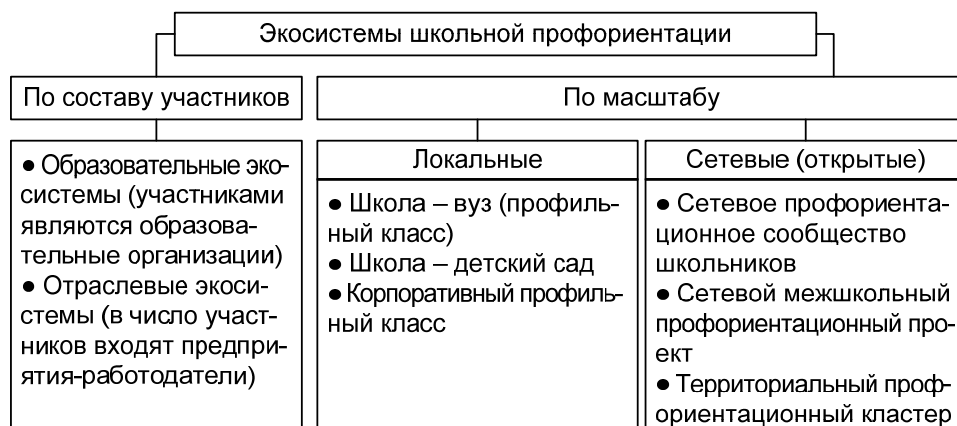 Экосистемы школьной профориентации
По составу участников
По масштабу
● Образовательные эко-
системы (участниками
являются образова-
тельные организации)
● Отраслевые экоси-
стемы (в число участ-
ников входят предпри-
ятия-работодатели)
Локальные
● Школа – вуз (профиль-
ный класс)
● Школа – детский сад
● Корпоративный профиль-
ный класс
Сетевые (открытые)
● Сетевое профориента-
ционное сообщество
школьников
● Сетевой межшкольный
профориентационный про-
ект
● Территориальный проф-
ориентационный кластер